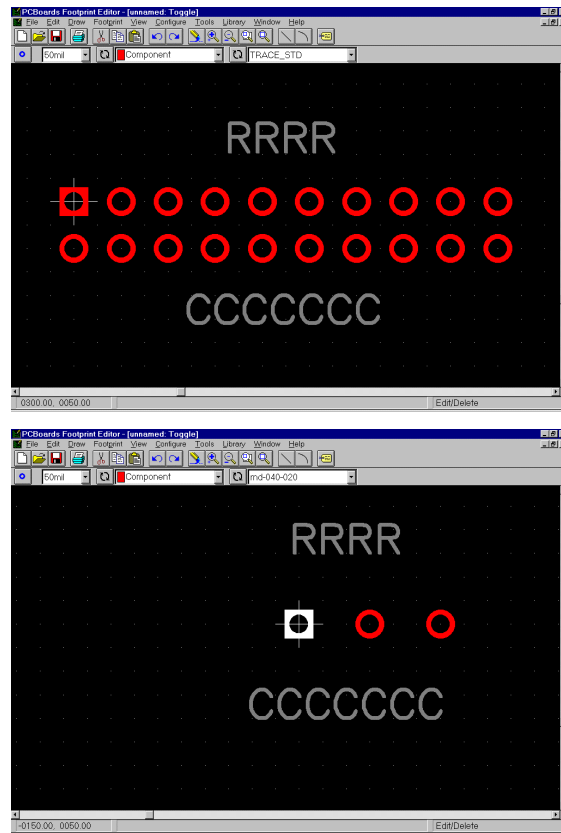 PCBoards Footprint Editor - [unnamed: Toggle]
File Edit Draw Footprint View Configure Tools Library Window Help
50mil Component TRACE_STD
RRRR
CCCCCCC
0300.00, 0050.00 Edit/Delete
PCBoards Footprint Editor - [unnamed: Toggle]
File Edit Draw Footprint View Configure Tools Library Window Help
50mil Component rnd-040-020
RRRR
CCCCCCC
-0150.00, 0050.00 Edit/Delete